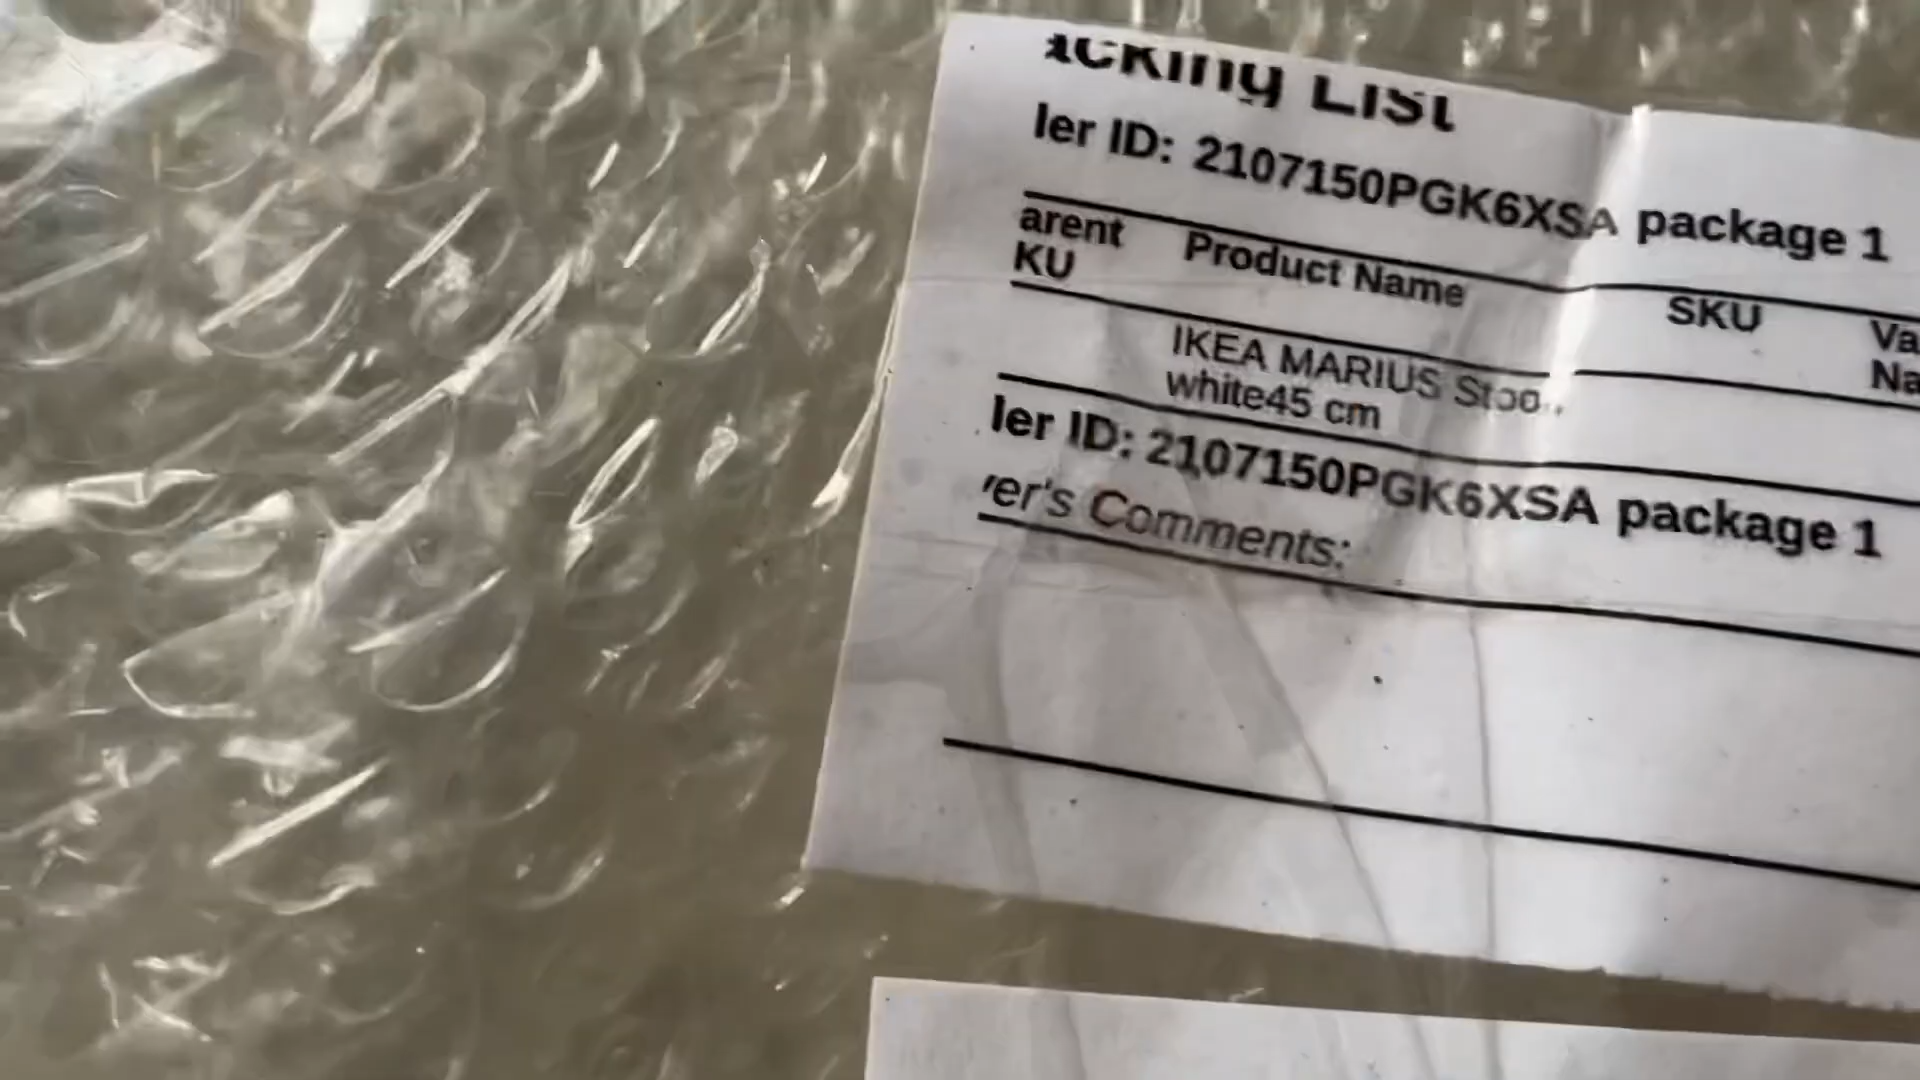 acking List
ler ID: 2107150PGK6XSA package 1
arent KU Product Name SKU Va Na
IKEA MARIUS Stoo
white45 cm
ler ID: 2107150PGK6XSA package 1
er's Comments: